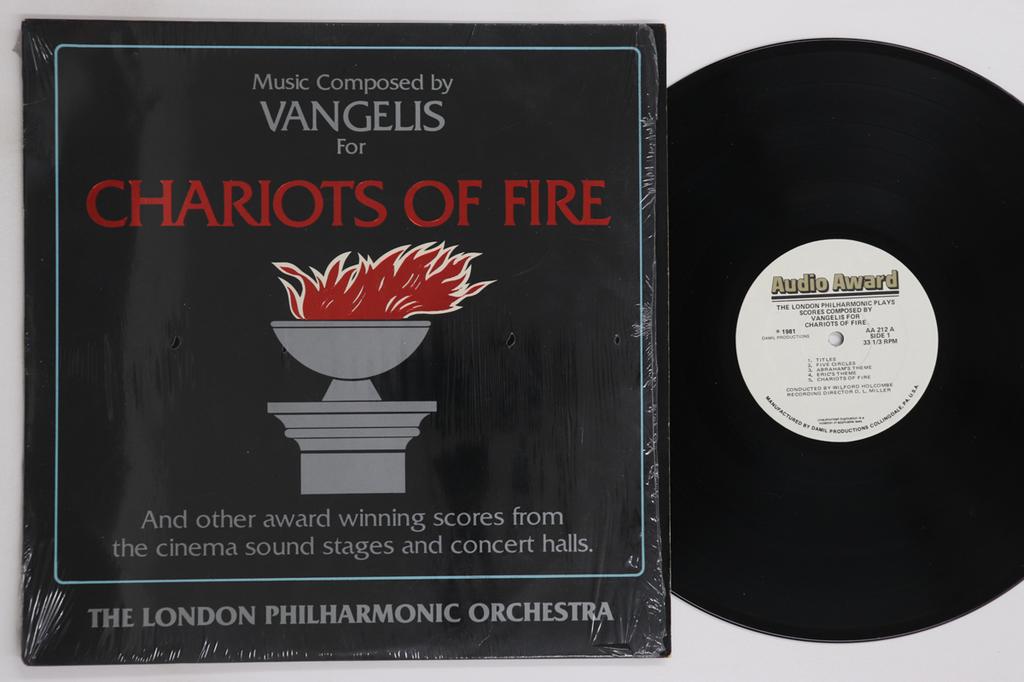 Music Composed by
VANGELIS
For
CHARIOTS OF FIRE
And other award winning scores from
the cinema sound stages and concert halls.
THE LONDON PHILHARMONIC ORCHESTRA
Audio Award
THE LONDON PHILHARMONIC PLAYS
SCORES COMPOSED BY
VANGELIS FOR
CHARIOTS OF FIRE.
℗ 1981
DAMIL PRODUCTIONS
AA 212 A
SIDE 1
33 1/3 RPM
1. TITLES
2. FIVE CIRCLES
3. ABRAHAM'S THEME
4. ERIC'S THEME
5. CHARIOTS OF FIRE
CONDUCTED BY WILFORD HOLCOMBE
RECORDING DIRECTOR D. L. MILLER
MANUFACTURED BY DAMIL PRODUCTIONS COLLINGDALE, PA. U.S.A.